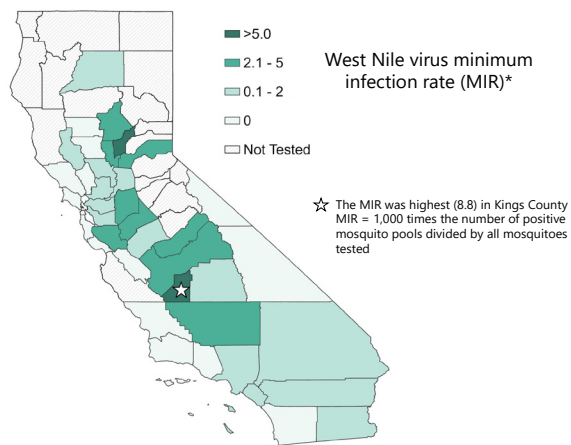 >5.0
2.1 - 5
0.1 - 2
0
Not Tested
West Nile virus minimum
infection rate (MIR)*
The MIR was highest (8.8) in Kings County
MIR = 1,000 times the number of positive
mosquito pools divided by all mosquitoes
tested